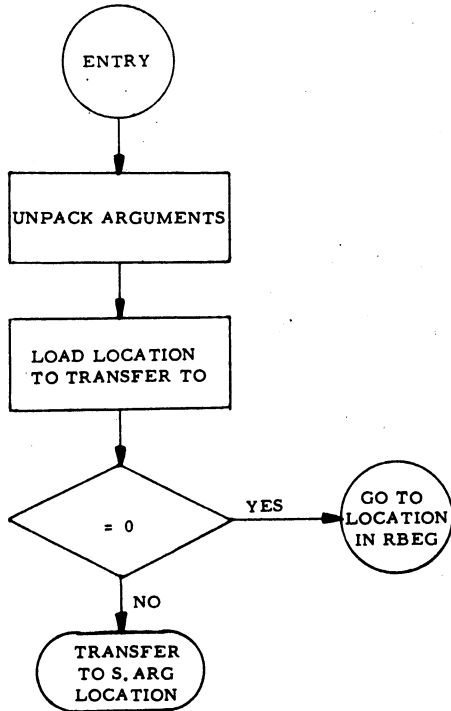 ENTRY
UNPACK ARGUMENTS
LOAD LOCATION
TO TRANSFER TO
= 0
YES
GO TO
LOCATION
IN RBEG
NO
TRANSFER
TO S. ARG
LOCATION